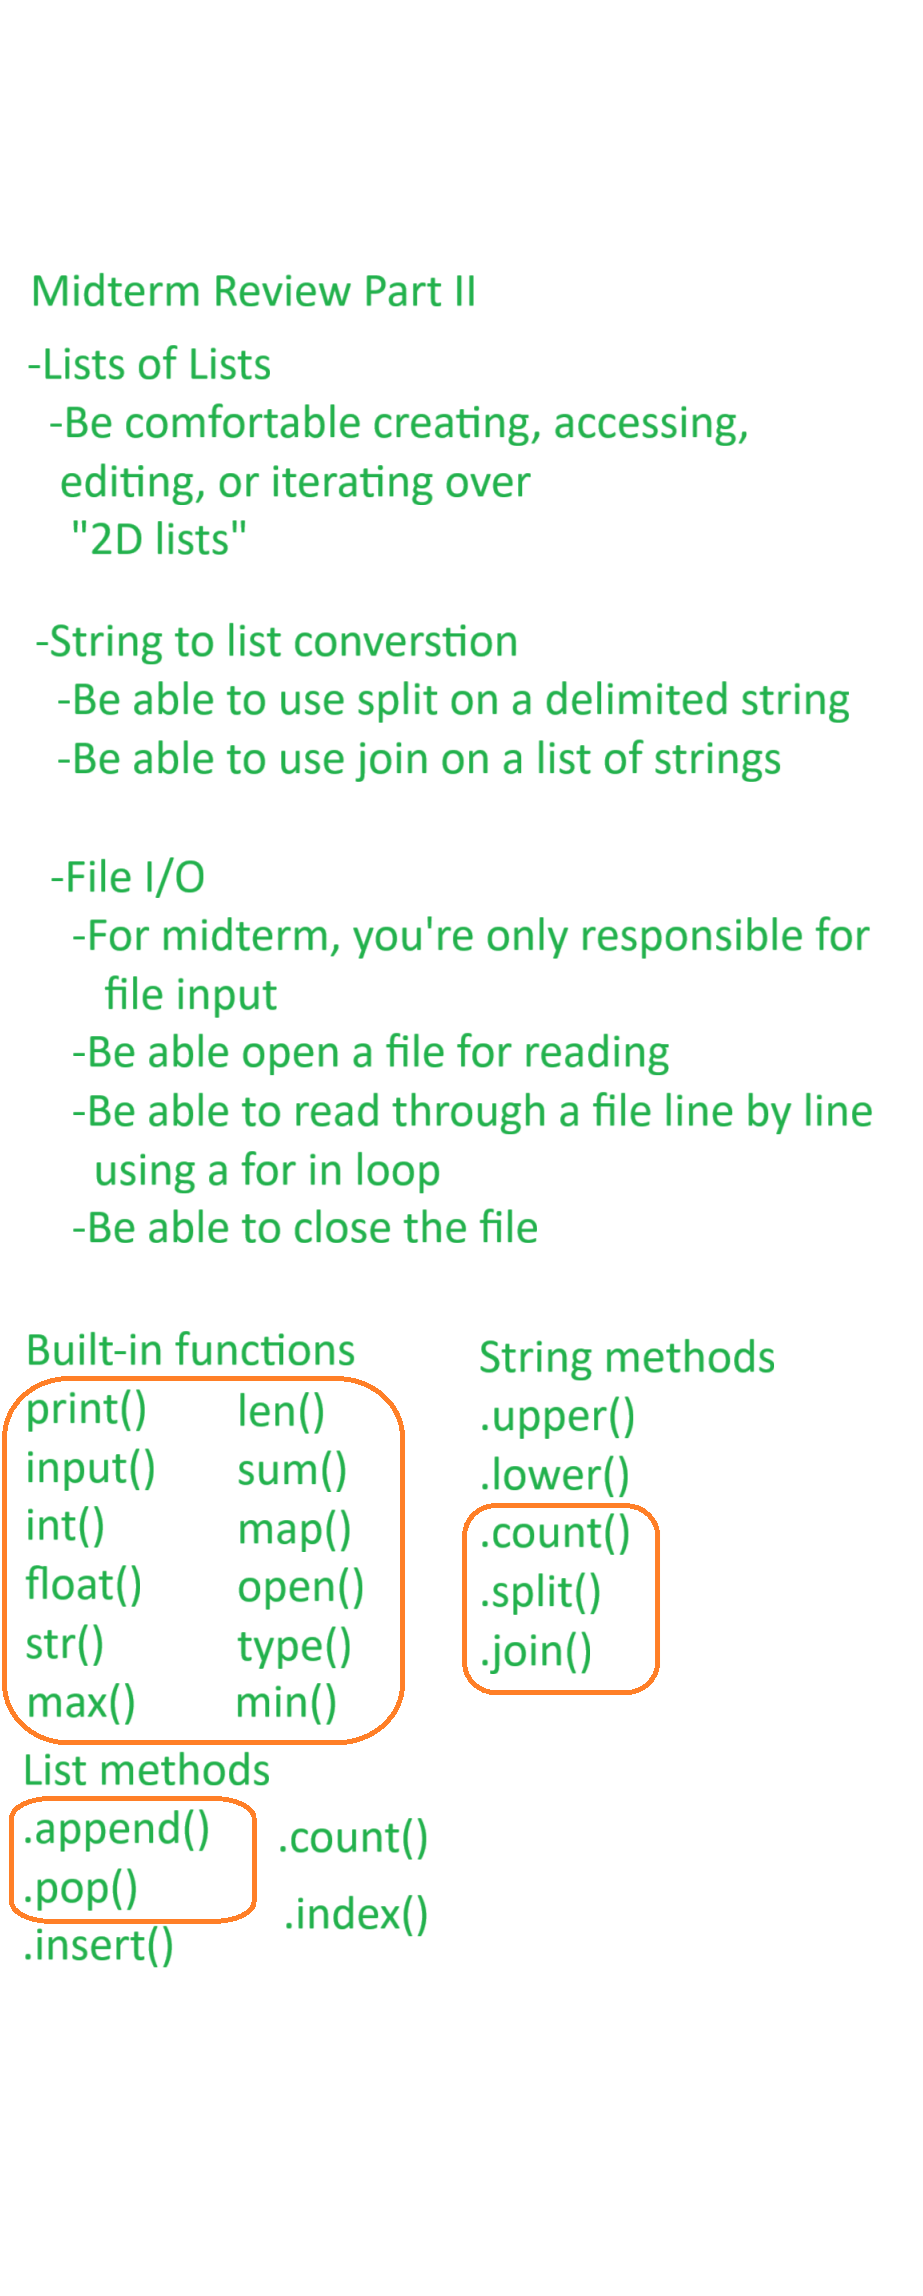 Midterm Review Part II
-Lists of Lists
-Be comfortable creating, accessing,
editing, or iterating over
"2D lists"
-String to list converstion
-Be able to use split on a delimited string
-Be able to use join on a list of strings
-File I/O
-For midterm, you're only responsible for
file input
-Be able open a file for reading
-Be able to read through a file line by line
using a for in loop
-Be able to close the file
Built-in functions
print() len()
input() sum()
int() map()
float() open()
str() type()
max() min()
String methods
.upper()
.lower()
.count()
.split()
.join()
List methods
.append() .count()
.pop() .index()
.insert()